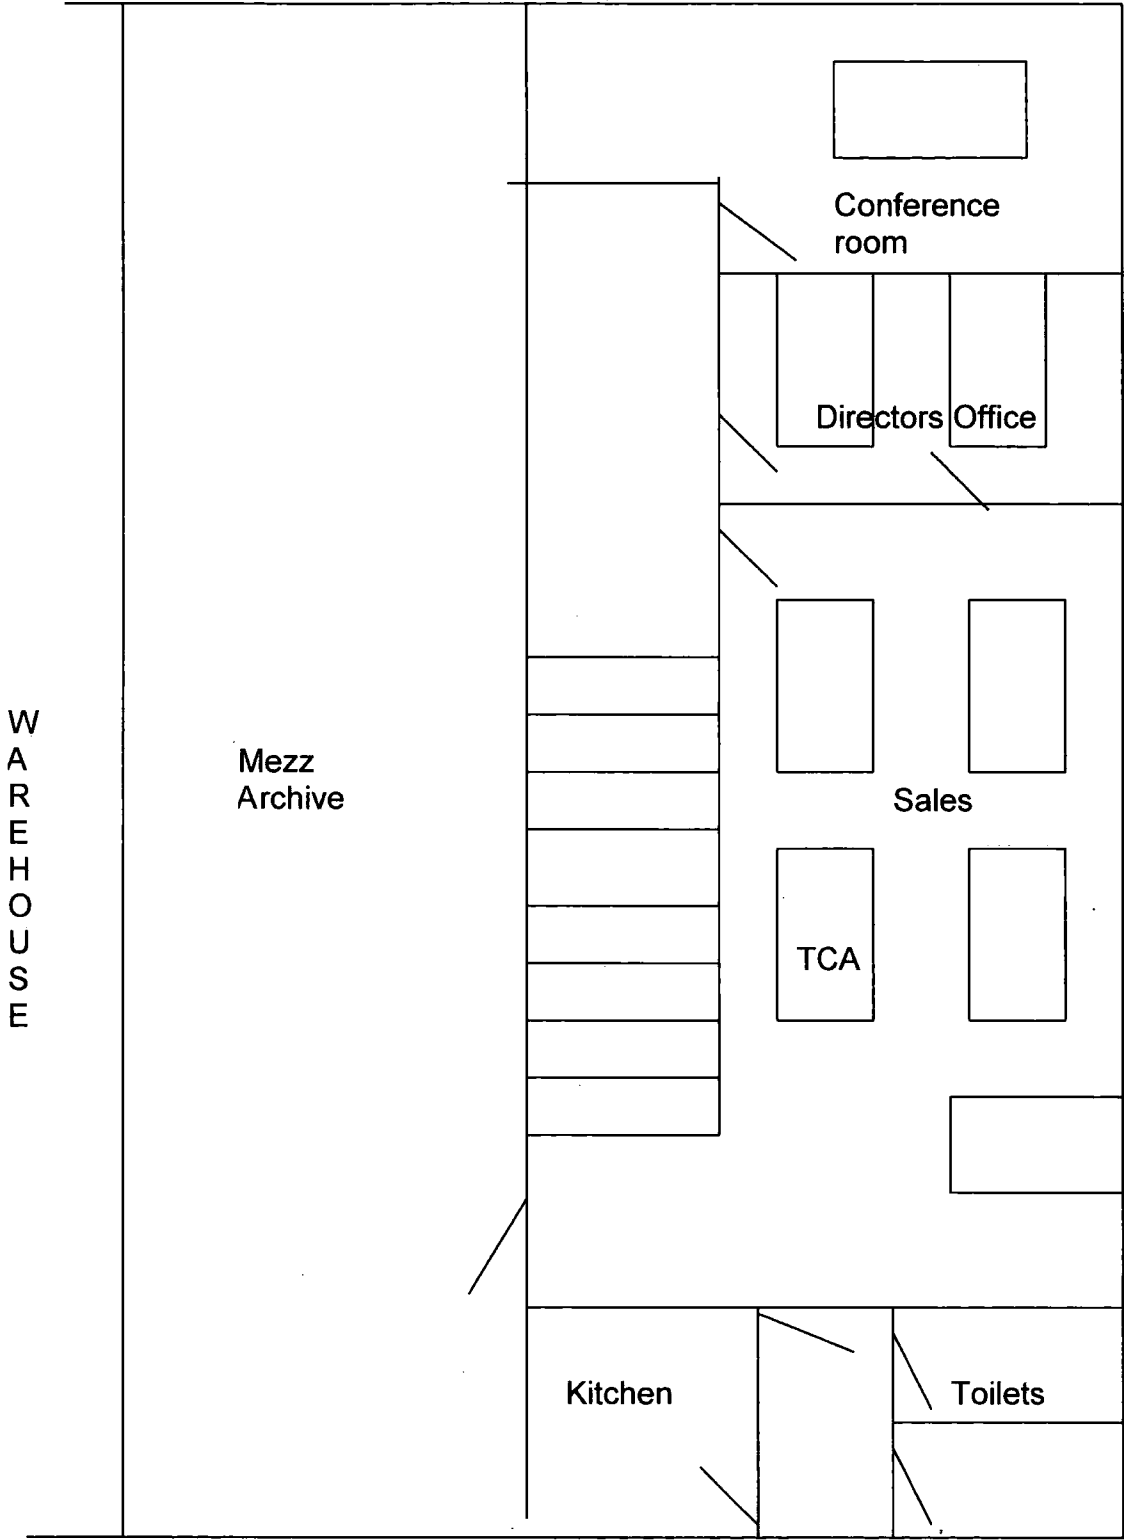 Conference
room
Directors Office
W
A
R
E
H
O
U
S
E
Mezz
Archive
Sales
TCA
Kitchen
Toilets